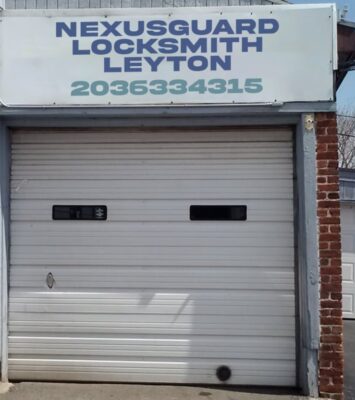 NEXUSGUARD
LOCKSMITH
LEYTON
2036334315